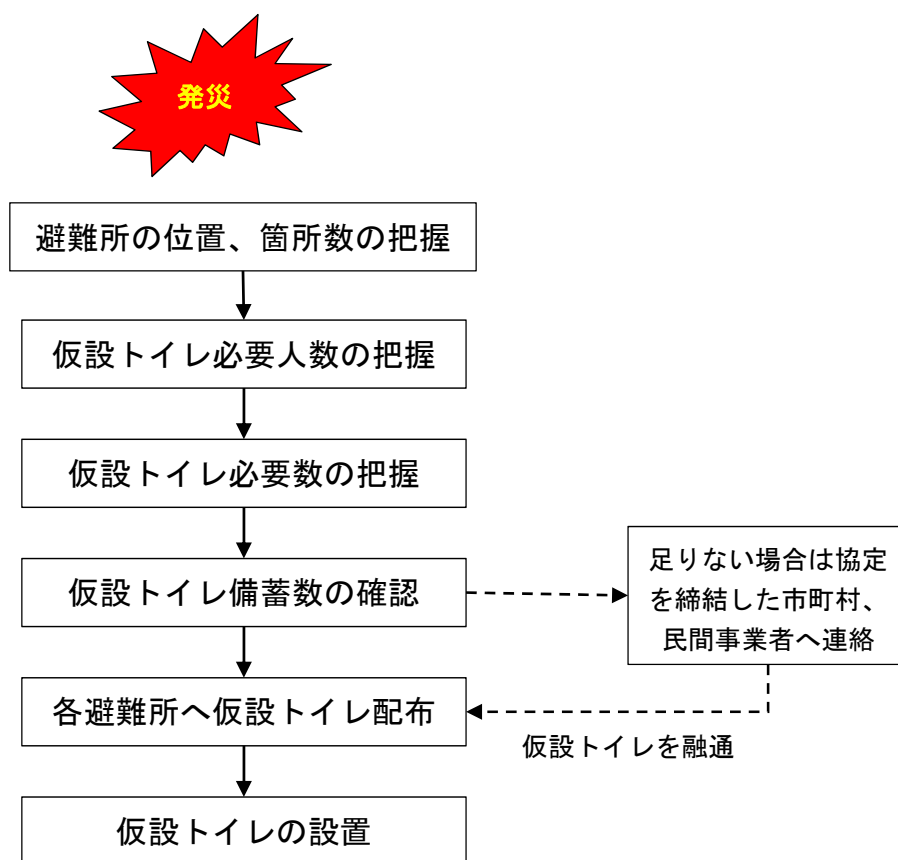 発災
避難所の位置、箇所数の把握
仮設トイレ必要人数の把握
仮設トイレ必要数の把握
仮設トイレ備蓄数の確認
足りない場合は協定
を締結した市町村、
民間事業者へ連絡
各避難所へ仮設トイレ配布
仮設トイレを融通
仮設トイレの設置